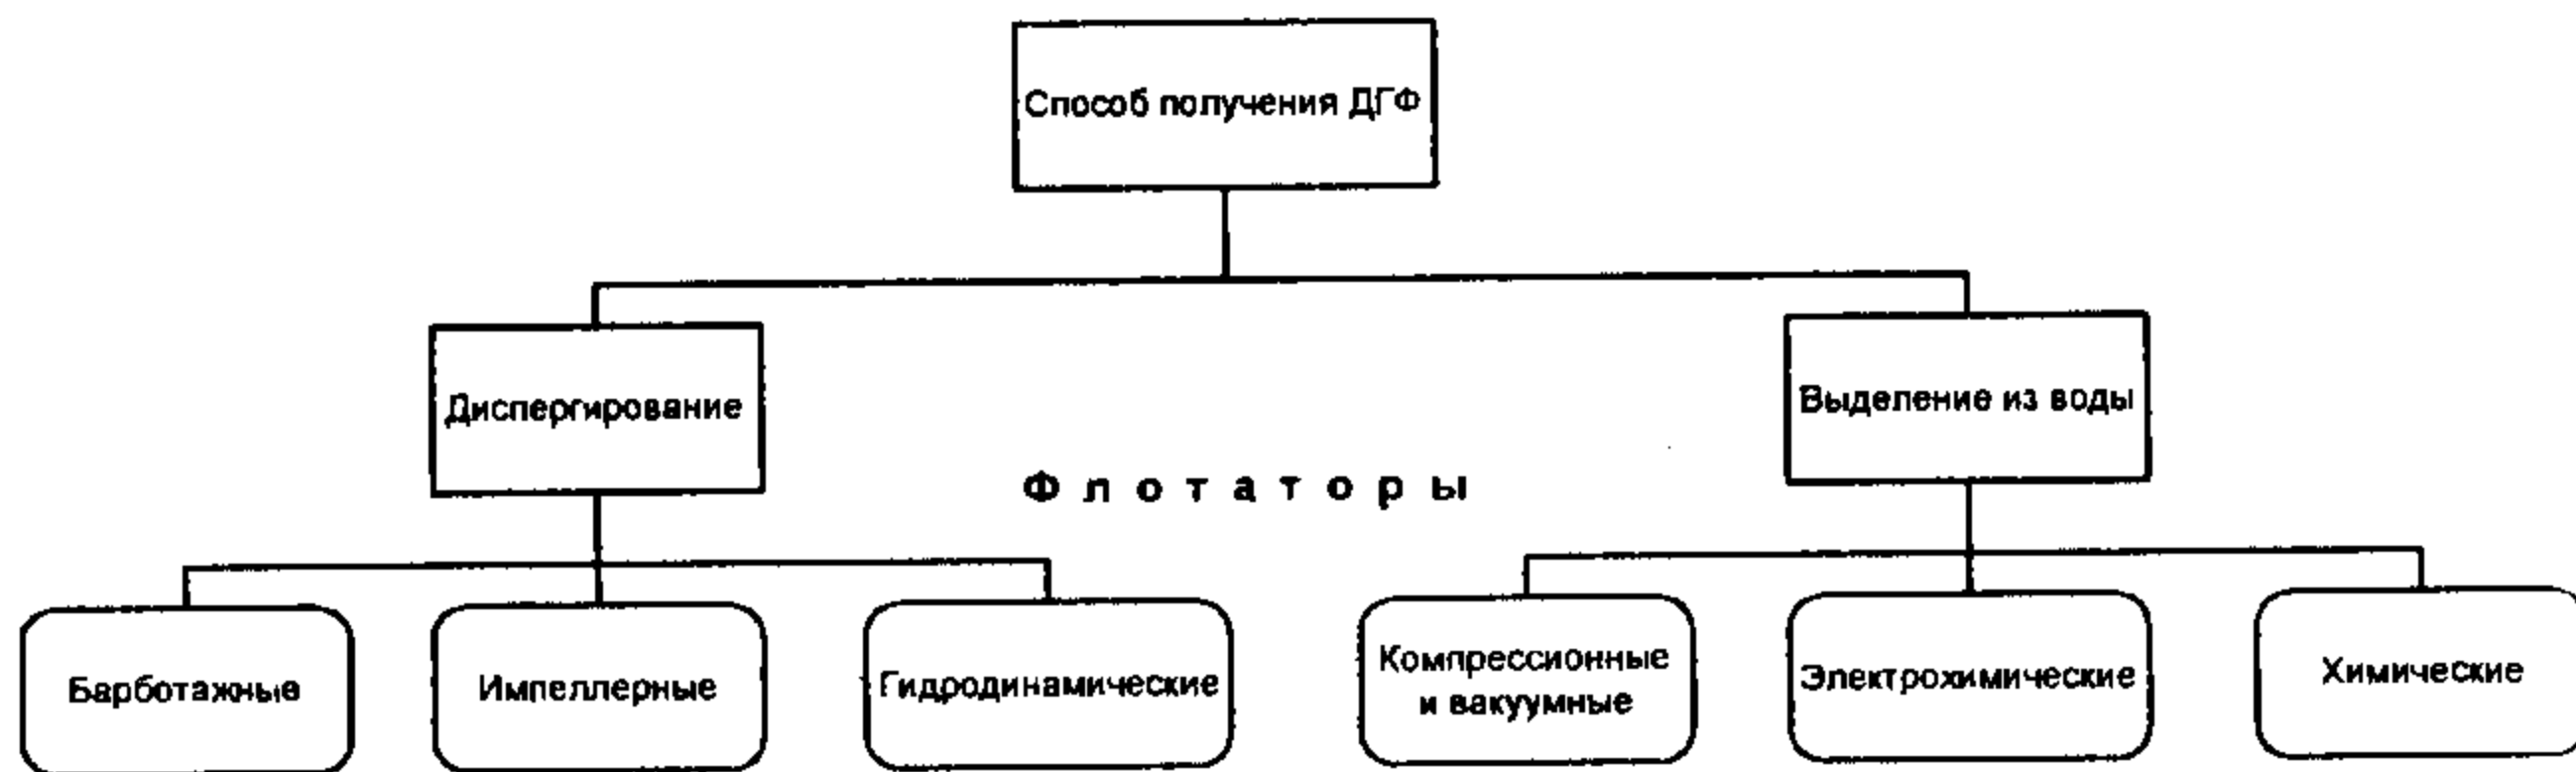 Способ получения ДГФ
Диспергирование
Выделение из воды
Флотаторы
Барботажные
Импеллерные
Гидродинамические
Компрессионные
и вакуумные
Электрохимические
Химические